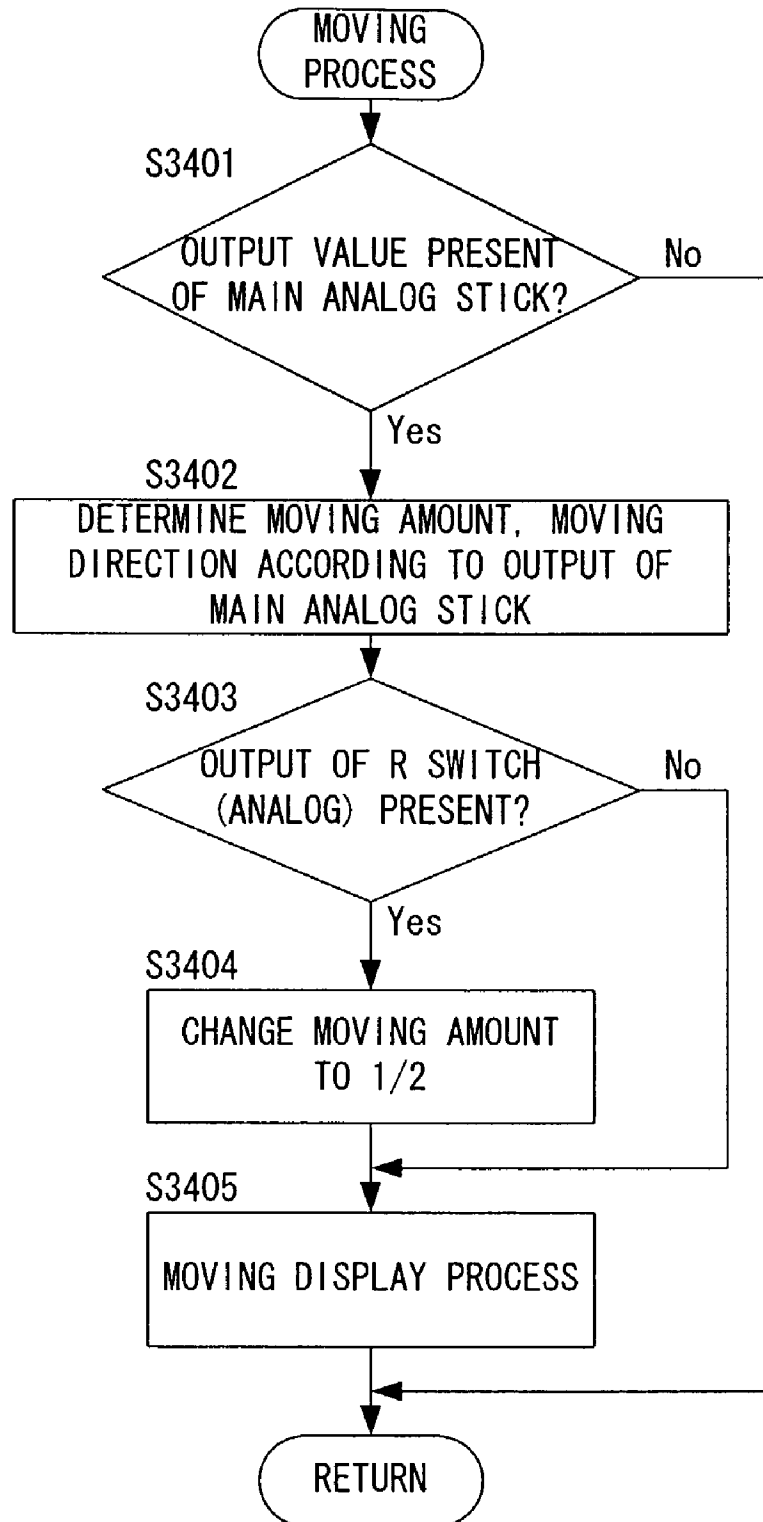 MOVING
PROCESS
S3401
OUTPUT VALUE PRESENT
OF MAIN ANALOG STICK?
No
Yes
S3402
DETERMINE MOVING AMOUNT, MOVING
DIRECTION ACCORDING TO OUTPUT OF
MAIN ANALOG STICK
S3403
OUTPUT OF R SWITCH
(ANALOG) PRESENT?
No
Yes
S3404
CHANGE MOVING AMOUNT
TO 1/2
S3405
MOVING DISPLAY PROCESS
RETURN